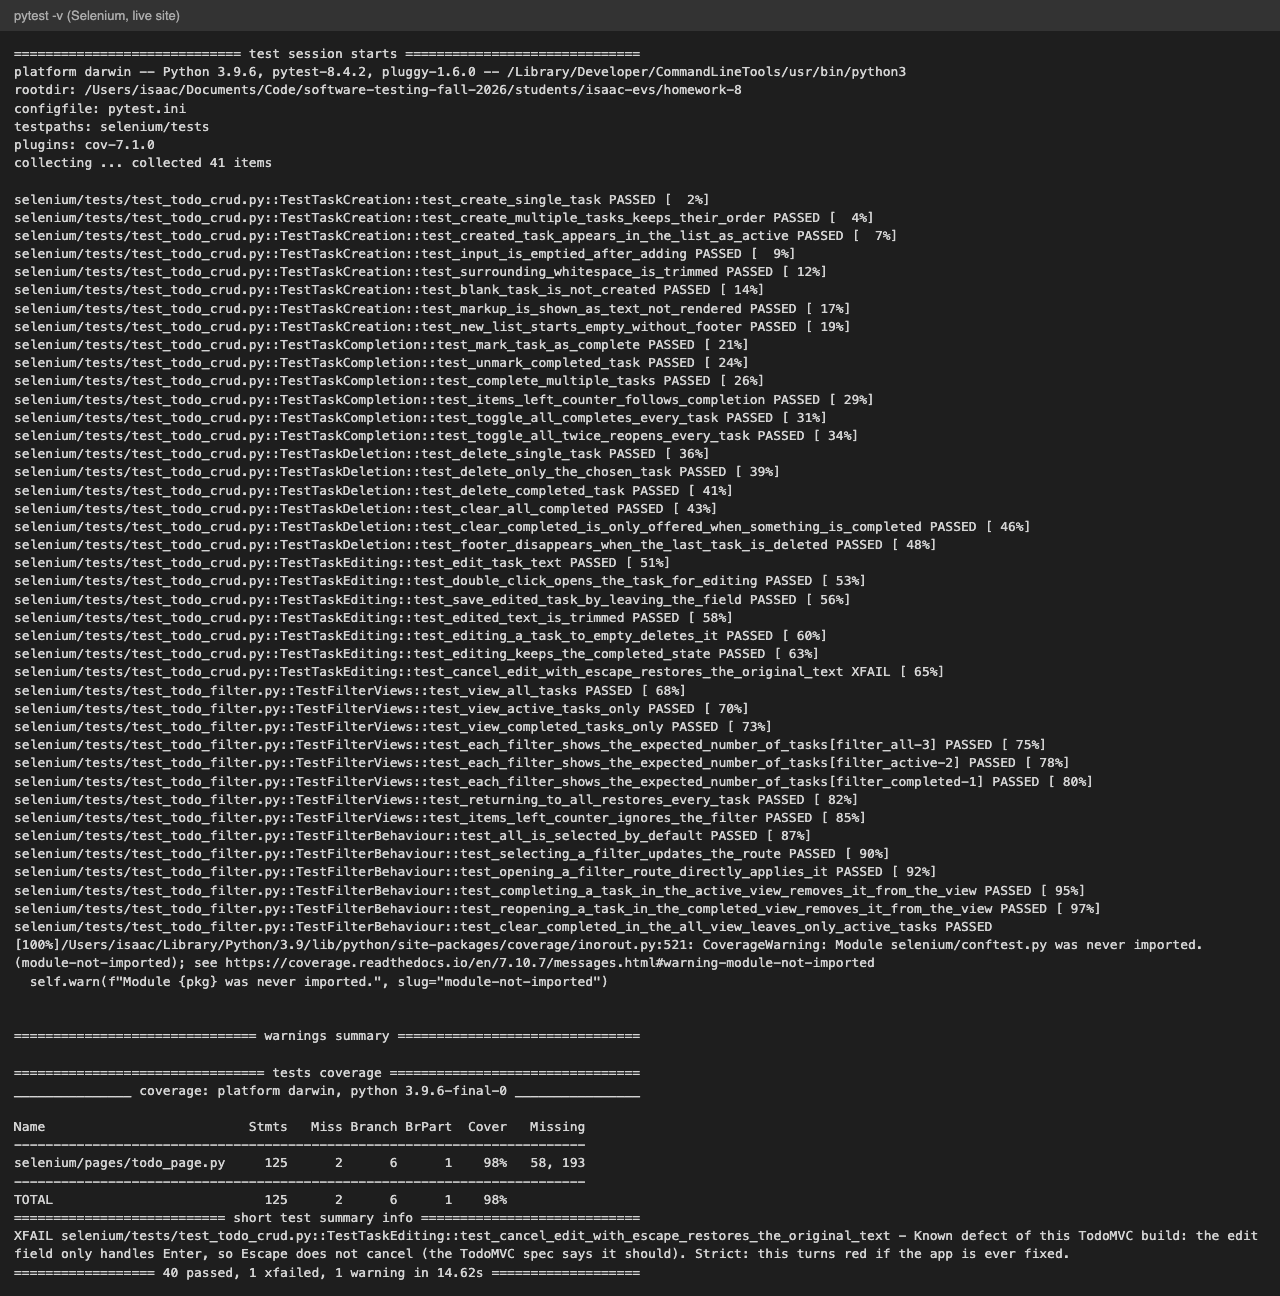 pytest -v (Selenium, live site)
============================= test session starts ==============================
platform darwin -- Python 3.9.6, pytest-8.4.2, pluggy-1.6.0 -- /Library/Developer/CommandLineTools/usr/bin/python3
rootdir: /Users/isaac/Documents/Code/software-testing-fall-2026/students/isaac-evs/homework-8
configfile: pytest.ini
testpaths: selenium/tests
plugins: cov-7.1.0
collecting ... collected 41 items
selenium/tests/test_todo_crud.py::TestTaskCreation::test_create_single_task PASSED [  2%]
selenium/tests/test_todo_crud.py::TestTaskCreation::test_create_multiple_tasks_keeps_their_order PASSED [  4%]
selenium/tests/test_todo_crud.py::TestTaskCreation::test_created_task_appears_in_the_list_as_active PASSED [  7%]
selenium/tests/test_todo_crud.py::TestTaskCreation::test_input_is_emptied_after_adding PASSED [  9%]
selenium/tests/test_todo_crud.py::TestTaskCreation::test_surrounding_whitespace_is_trimmed PASSED [ 12%]
selenium/tests/test_todo_crud.py::TestTaskCreation::test_blank_task_is_not_created PASSED [ 14%]
selenium/tests/test_todo_crud.py::TestTaskCreation::test_markup_is_shown_as_text_not_rendered PASSED [ 17%]
selenium/tests/test_todo_crud.py::TestTaskCreation::test_new_list_starts_empty_without_footer PASSED [ 19%]
selenium/tests/test_todo_crud.py::TestTaskCompletion::test_mark_task_as_complete PASSED [ 21%]
selenium/tests/test_todo_crud.py::TestTaskCompletion::test_unmark_completed_task PASSED [ 24%]
selenium/tests/test_todo_crud.py::TestTaskCompletion::test_complete_multiple_tasks PASSED [ 26%]
selenium/tests/test_todo_crud.py::TestTaskCompletion::test_items_left_counter_follows_completion PASSED [ 29%]
selenium/tests/test_todo_crud.py::TestTaskCompletion::test_toggle_all_completes_every_task PASSED [ 31%]
selenium/tests/test_todo_crud.py::TestTaskCompletion::test_toggle_all_twice_reopens_every_task PASSED [ 34%]
selenium/tests/test_todo_crud.py::TestTaskDeletion::test_delete_single_task PASSED [ 36%]
selenium/tests/test_todo_crud.py::TestTaskDeletion::test_delete_only_the_chosen_task PASSED [ 39%]
selenium/tests/test_todo_crud.py::TestTaskDeletion::test_delete_completed_task PASSED [ 41%]
selenium/tests/test_todo_crud.py::TestTaskDeletion::test_clear_all_completed PASSED [ 43%]
selenium/tests/test_todo_crud.py::TestTaskDeletion::test_clear_completed_is_only_offered_when_something_is_completed PASSED [ 46%]
selenium/tests/test_todo_crud.py::TestTaskDeletion::test_footer_disappears_when_the_last_task_is_deleted PASSED [ 48%]
selenium/tests/test_todo_crud.py::TestTaskEditing::test_edit_task_text PASSED [ 51%]
selenium/tests/test_todo_crud.py::TestTaskEditing::test_double_click_opens_the_task_for_editing PASSED [ 53%]
selenium/tests/test_todo_crud.py::TestTaskEditing::test_save_edited_task_by_leaving_the_field PASSED [ 56%]
selenium/tests/test_todo_crud.py::TestTaskEditing::test_edited_text_is_trimmed PASSED [ 58%]
selenium/tests/test_todo_crud.py::TestTaskEditing::test_editing_a_task_to_empty_deletes_it PASSED [ 60%]
selenium/tests/test_todo_crud.py::TestTaskEditing::test_editing_keeps_the_completed_state PASSED [ 63%]
selenium/tests/test_todo_crud.py::TestTaskEditing::test_cancel_edit_with_escape_restores_the_original_text XFAIL [ 65%]
selenium/tests/test_todo_filter.py::TestFilterViews::test_view_all_tasks PASSED [ 68%]
selenium/tests/test_todo_filter.py::TestFilterViews::test_view_active_tasks_only PASSED [ 70%]
selenium/tests/test_todo_filter.py::TestFilterViews::test_view_completed_tasks_only PASSED [ 73%]
selenium/tests/test_todo_filter.py::TestFilterViews::test_each_filter_shows_the_expected_number_of_tasks[filter_all-3] PASSED [ 75%]
selenium/tests/test_todo_filter.py::TestFilterViews::test_each_filter_shows_the_expected_number_of_tasks[filter_active-2] PASSED [ 78%]
selenium/tests/test_todo_filter.py::TestFilterViews::test_each_filter_shows_the_expected_number_of_tasks[filter_completed-1] PASSED [ 80%]
selenium/tests/test_todo_filter.py::TestFilterViews::test_returning_to_all_restores_every_task PASSED [ 82%]
selenium/tests/test_todo_filter.py::TestFilterViews::test_items_left_counter_ignores_the_filter PASSED [ 85%]
selenium/tests/test_todo_filter.py::TestFilterBehaviour::test_all_is_selected_by_default PASSED [ 87%]
selenium/tests/test_todo_filter.py::TestFilterBehaviour::test_selecting_a_filter_updates_the_route PASSED [ 90%]
selenium/tests/test_todo_filter.py::TestFilterBehaviour::test_opening_a_filter_route_directly_applies_it PASSED [ 92%]
selenium/tests/test_todo_filter.py::TestFilterBehaviour::test_completing_a_task_in_the_active_view_removes_it_from_the_view PASSED [ 95%]
selenium/tests/test_todo_filter.py::TestFilterBehaviour::test_reopening_a_task_in_the_completed_view_removes_it_from_the_view PASSED [ 97%]
selenium/tests/test_todo_filter.py::TestFilterBehaviour::test_clear_completed_in_the_all_view_leaves_only_active_tasks PASSED
[100%]/Users/isaac/Library/Python/3.9/lib/python/site-packages/coverage/inorout.py:521: CoverageWarning: Module selenium/conftest.py was never imported.
(module-not-imported); see https://coverage.readthedocs.io/en/7.10.7/messages.html#warning-module-not-imported
  self.warn(f"Module {pkg} was never imported.", slug="module-not-imported")
=============================== warnings summary ===============================
================================ tests coverage ================================
_______________ coverage: platform darwin, python 3.9.6-final-0 ________________
Name                          Stmts   Miss Branch BrPart  Cover   Missing
-------------------------------------------------------------------------
selenium/pages/todo_page.py     125      2      6      1    98%   58, 193
-------------------------------------------------------------------------
TOTAL                           125      2      6      1    98%
=========================== short test summary info ============================
XFAIL selenium/tests/test_todo_crud.py::TestTaskEditing::test_cancel_edit_with_escape_restores_the_original_text - Known defect of this TodoMVC build: the edit
field only handles Enter, so Escape does not cancel (the TodoMVC spec says it should). Strict: this turns red if the app is ever fixed.
================== 40 passed, 1 xfailed, 1 warning in 14.62s ===================